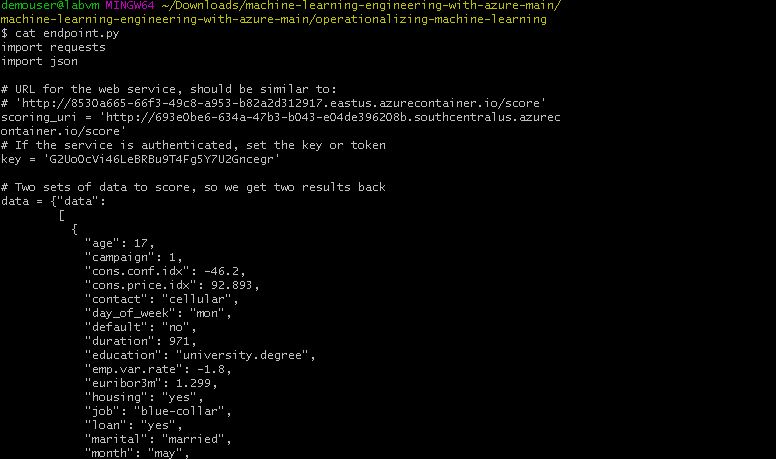 demouser@labvm MINGW64 ~/Downloads/machine-learning-engineering-with-azure-main/
machine-learning-engineering-with-azure-main/operationalizing-machine-learning
$ cat endpoint.py
import requests
import json

# URL for the web service, should be similar to:
# 'http://8530a665-66f3-49c8-a953-b82a2d312917.eastus.azurecontainer.io/score'
scoring_uri = 'http://693e0be6-634a-47b3-b043-e04de396208b.southcentralus.azurec
ontainer.io/score'
# If the service is authenticated, set the key or token
key = 'G2UoOcVi46LeBRBu9T4Fg5Y7U2Gncegr'

# Two sets of data to score, so we get two results back
data = {"data":
        [
          {
            "age": 17,
            "campaign": 1,
            "cons.conf.idx": -46.2,
            "cons.price.idx": 92.893,
            "contact": "cellular",
            "day_of_week": "mon",
            "default": "no",
            "duration": 971,
            "education": "university.degree",
            "emp.var.rate": -1.8,
            "euribor3m": 1.299,
            "housing": "yes",
            "job": "blue-collar",
            "loan": "yes",
            "marital": "married",
            "month": "may",